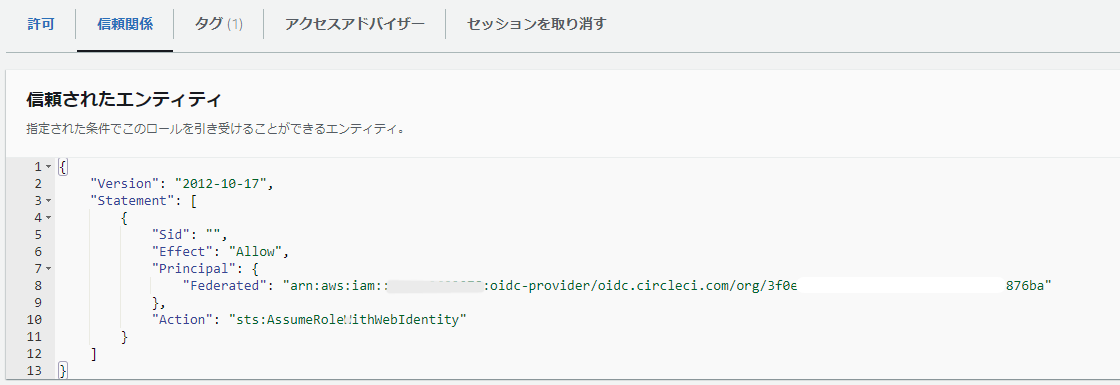 許可 信頼関係 タグ (1) アクセスアドバイザー セッションを取り消す
信頼されたエンティティ
指定された条件でこのロールを引き受けることができるエンティティ。
1 {
2 "Version": "2012-10-17",
3 "Statement": [
4 {
5 "Sid": "",
6 "Effect": "Allow",
7 "Principal": {
8 "Federated": "arn:aws:iam:: :oidc-provider/oidc.circleci.com/org/3f0e 876ba"
9 },
10 "Action": "sts:AssumeRoleWithWebIdentity"
11 }
12 ]
13 }